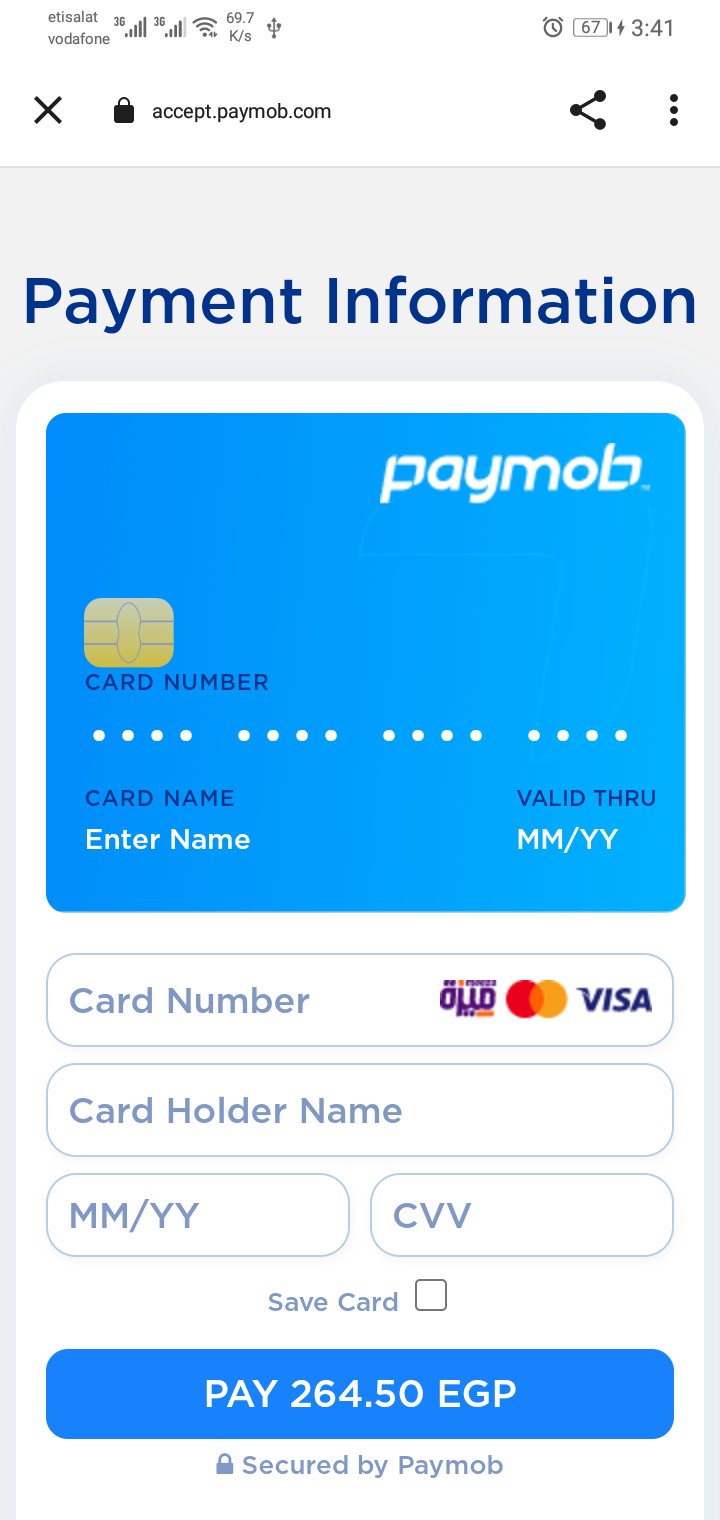 etisalat
vodafone
3G 3G
69.7
K/s
67
3:41
accept.paymob.com
Payment Information
paymob
CARD NUMBER
CARD NAME
VALID THRU
Enter Name
MM/YY
Card Number
ميزة
VISA
Card Holder Name
MM/YY
CVV
Save Card
PAY 264.50 EGP
Secured by Paymob